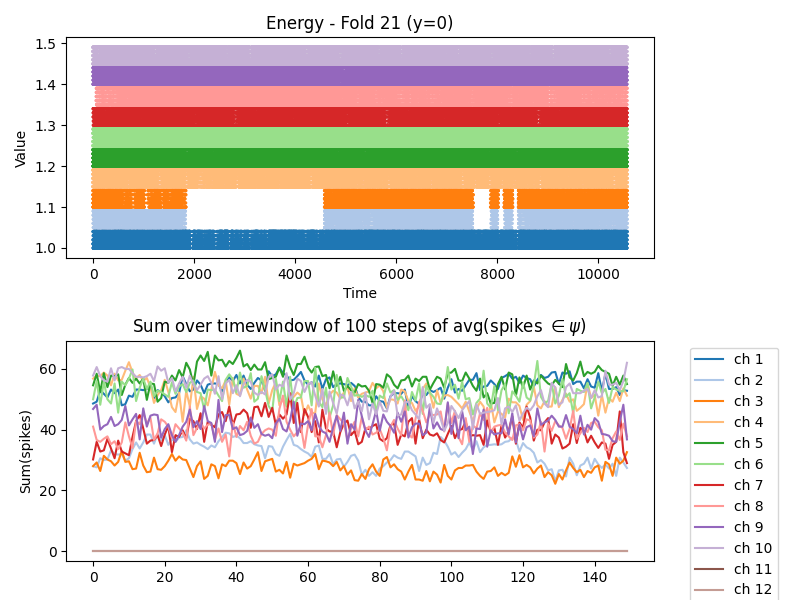 Energy - Fold 21 (y=0)
1.5
1.4
1.3
1.2
1.1
1.0
Value
0 2000 4000 6000 8000 10000
Time
Sum over timewindow of 100 steps of avg(spikes ∈ ψ)
60
40
20
0
Sum(spikes)
0 20 40 60 80 100 120 140
ch 1
ch 2
ch 3
ch 4
ch 5
ch 6
ch 7
ch 8
ch 9
ch 10
ch 11
ch 12